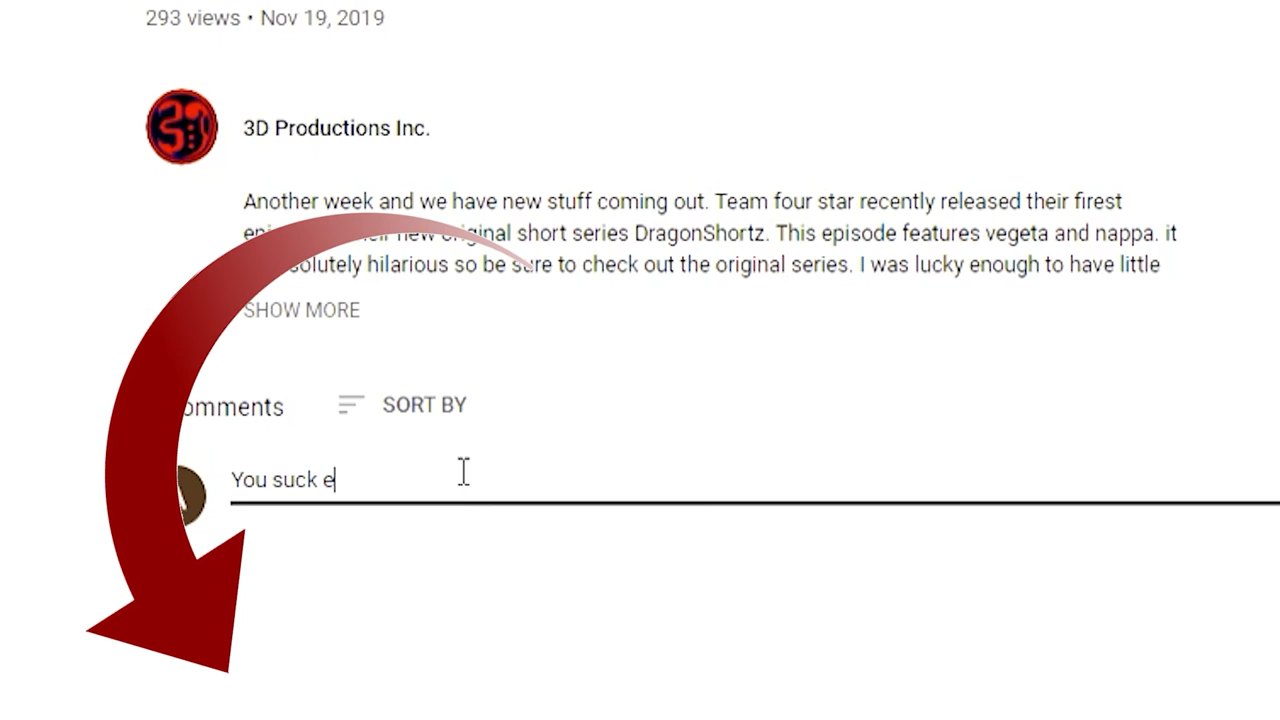 293 views • Nov 19, 2019
3D Productions Inc.
Another week and we have new stuff coming out. Team four star recently released their firest
new original short series DragonShortz. This episode features vegeta and nappa. it
hilarious so be sure to check out the original series. I was lucky enough to have little
SHOW MORE
SORT BY
You suck e